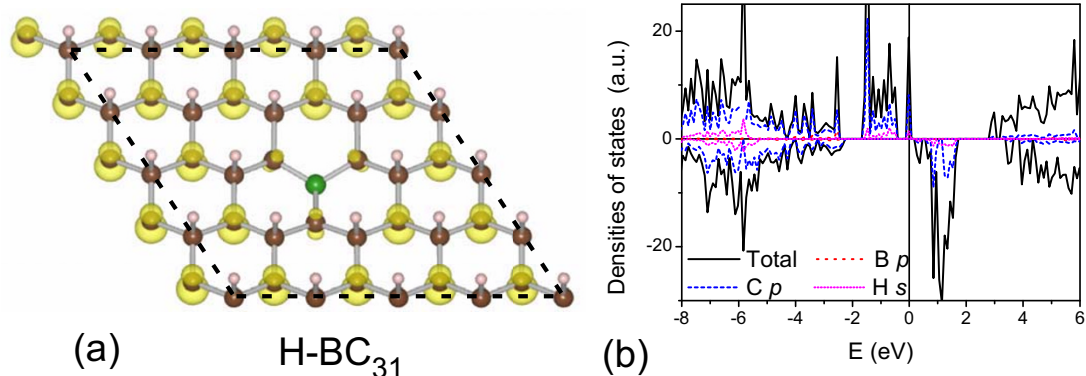 (a)
H-BC31
(b)
Densities of states (a.u.)
20
0
-20
Total
B p
C p
H s
-8 -6 -4 -2 0 2 4 6
E (eV)